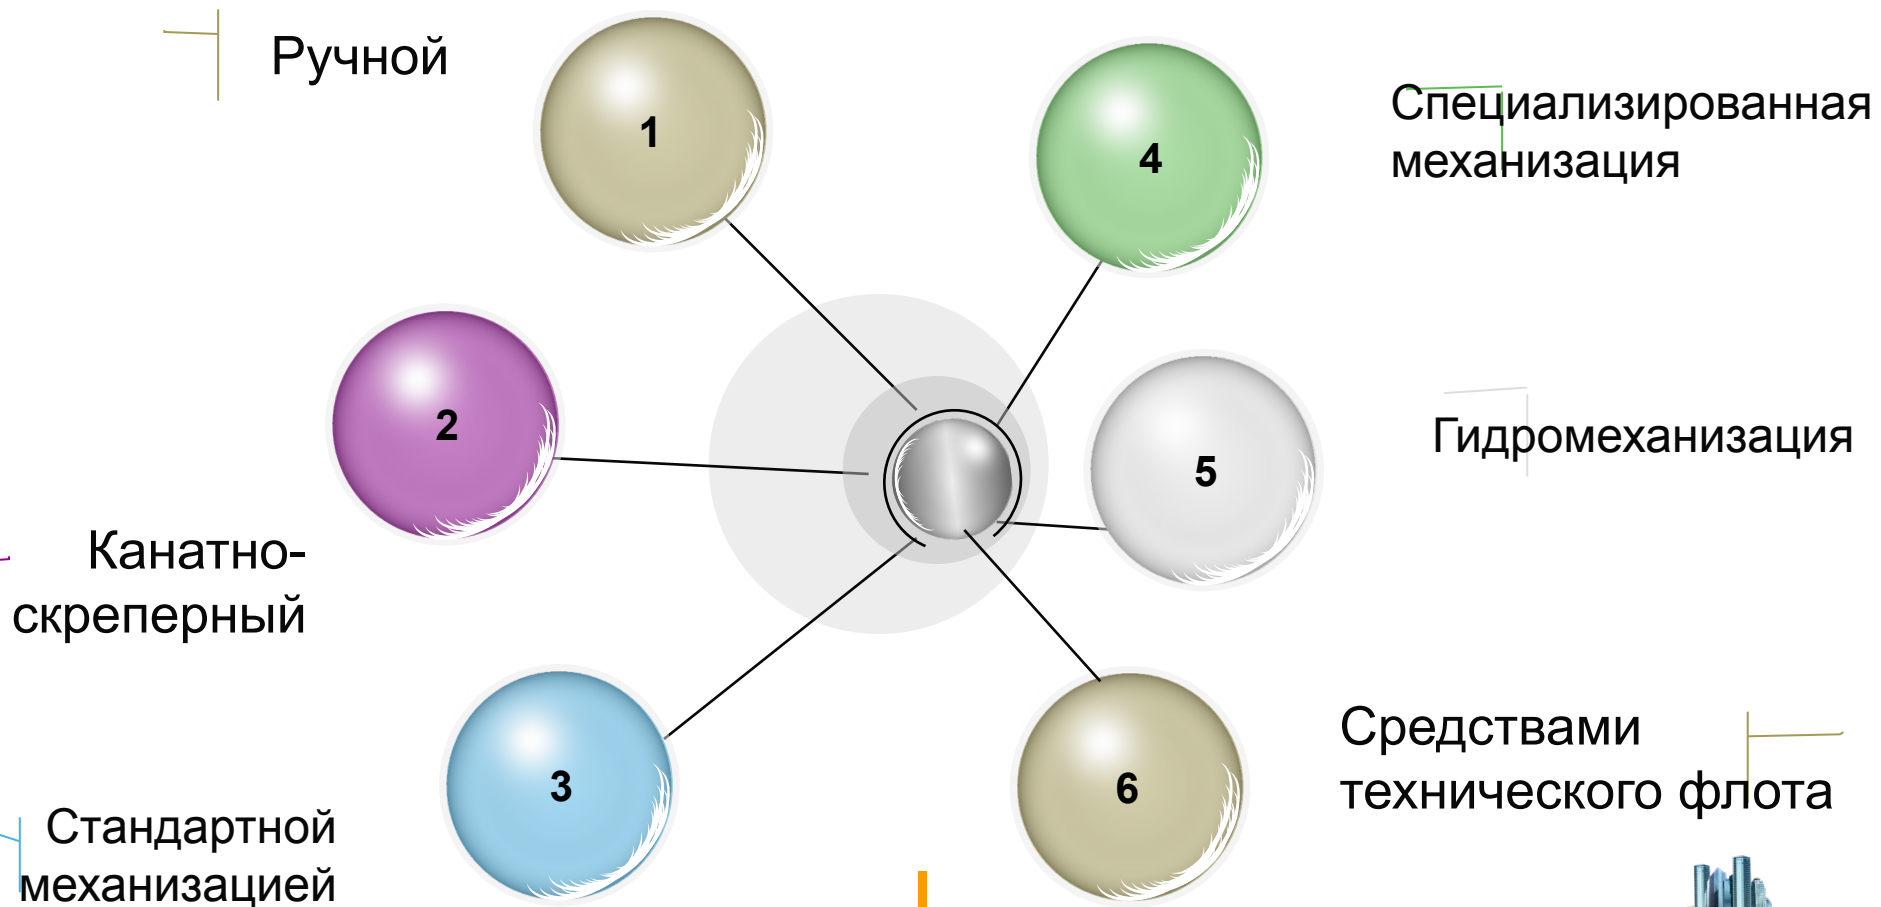 Ручной
1
2
Канатно-
скреперный
3
Стандартной
механизацией
4
Специализированная
механизация
5
Гидромеханизация
6
Средствами
технического флота